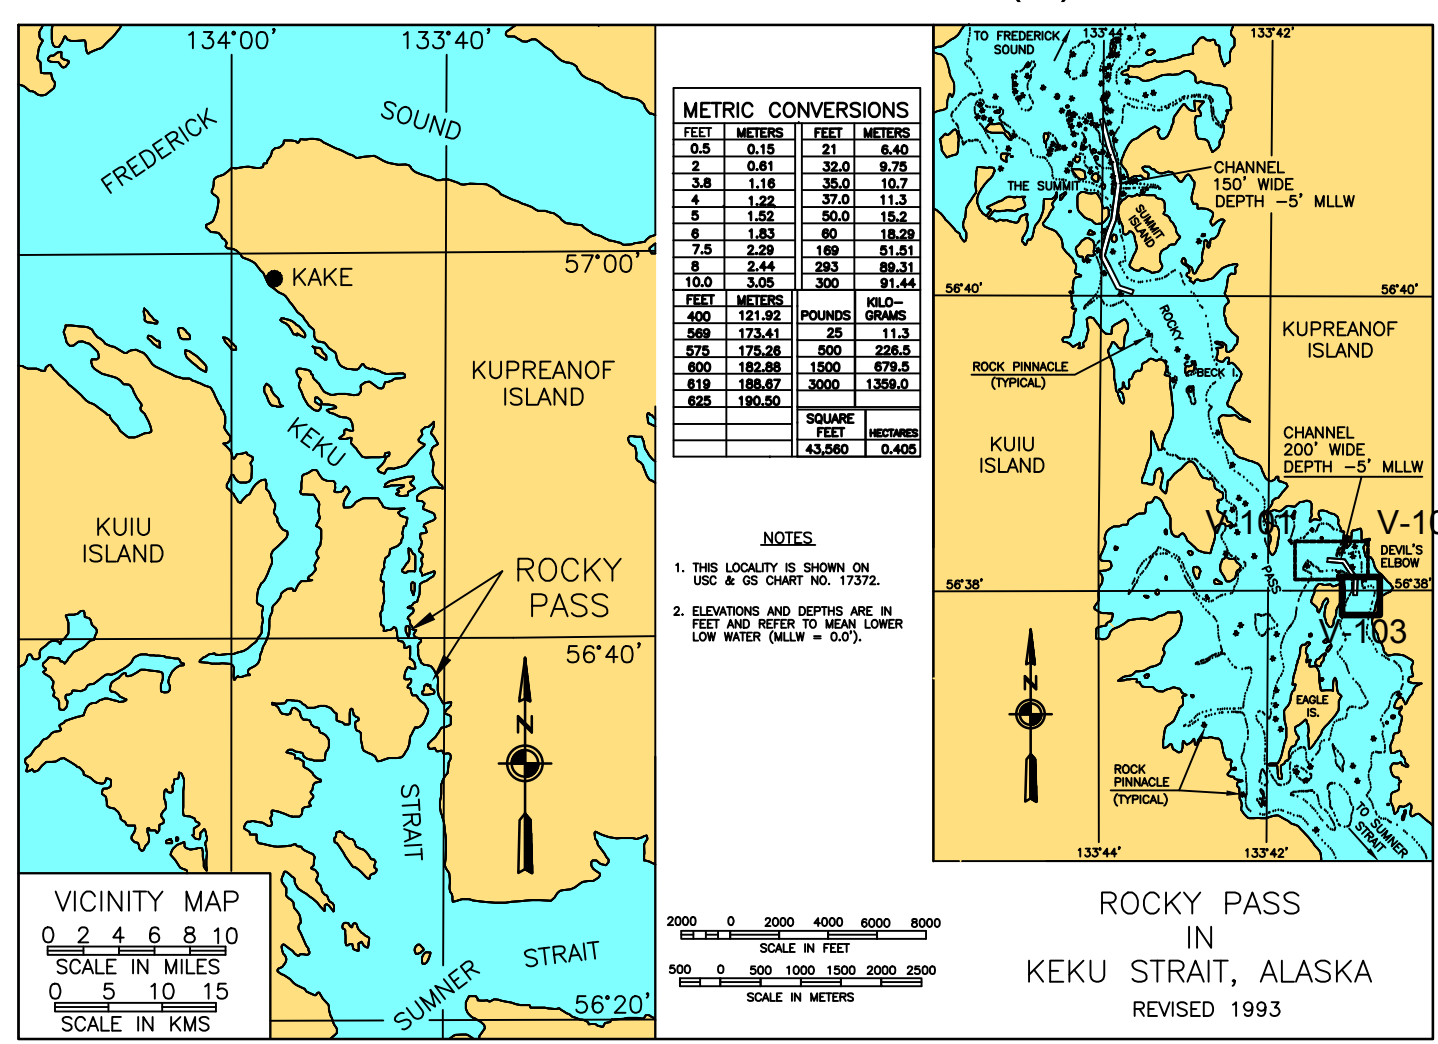 134°00'
133°40'
FREDERICK
SOUND
57°00'
KAKE
KUPREANOF
ISLAND
KEKU
KUIU
ISLAND
ROCKY
PASS
56°40'
N
STRAIT
STRAIT
SUMNER
56°20'
VICINITY MAP
0 2 4 6 8 10
SCALE IN MILES
0 5 10 15
SCALE IN KMS
METRIC CONVERSIONS
FEET METERS FEET METERS
0.5 0.15 21 6.40
2 0.61 32.0 9.75
3.8 1.16 35.0 10.7
4 1.22 37.0 11.3
5 1.52 50.0 15.2
6 1.83 60 18.29
7.5 2.29 169 51.51
8 2.44 293 89.31
10.0 3.05 300 91.44
FEET METERS POUNDS KILO-
GRAMS
400 121.92
569 173.41 25 11.3
575 175.26 500 226.5
600 182.88 1500 679.5
619 188.67 3000 1359.0
625 190.50
SQUARE
FEET HECTARES
43,560 0.405
NOTES
1. THIS LOCALITY IS SHOWN ON
USC & GS CHART NO. 17372.
2. ELEVATIONS AND DEPTHS ARE IN
FEET AND REFER TO MEAN LOWER
LOW WATER (MLLW = 0.0').
2000 0 2000 4000 6000 8000
SCALE IN FEET
500 0 500 1000 1500 2000 2500
SCALE IN METERS
TO FREDERICK
SOUND
133°44'
133°42'
CHANNEL
150' WIDE
DEPTH -5' MLLW
THE SUMMIT
SUMMIT
ISLAND
56°40'
56°40'
ROCKY
KUPREANOF
ISLAND
ROCK PINNACLE
(TYPICAL)
BECK I.
KUIU
ISLAND
CHANNEL
200' WIDE
DEPTH -5' MLLW
V-101
V-10
DEVIL'S
ELBOW
PASS
56°38'
56°38'
V-103
N
EAGLE
IS.
ROCK
PINNACLE
(TYPICAL)
TO SUMNER
STRAIT
133°44'
133°42'
ROCKY PASS
IN
KEKU STRAIT, ALASKA
REVISED 1993